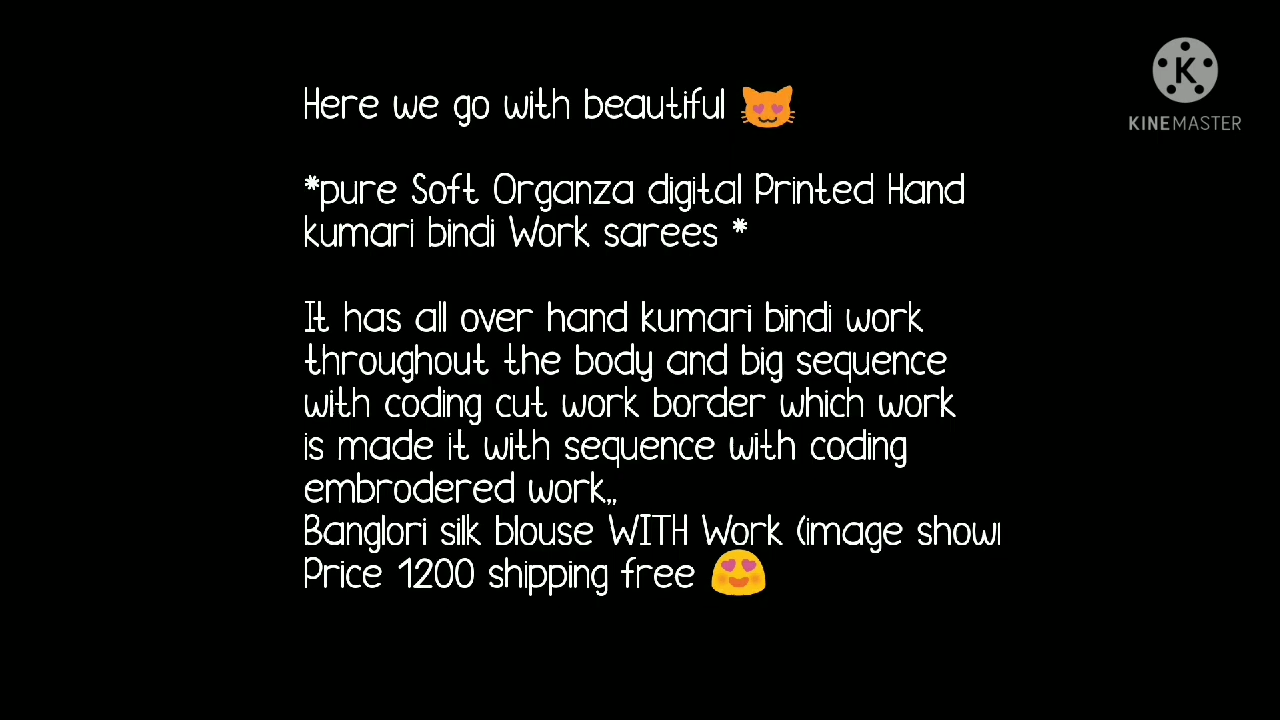 Here we go with beautiful 😻
*pure Soft Organza digital Printed Hand
kumari bindi Work sarees *
It has all over hand kumari bindi work
throughout the body and big sequence
with coding cut work border which work
is made it with sequence with coding
embrodered work,,
Banglori silk blouse WITH Work (image show
Price 1200 shipping free 😍
K
KINEMASTER